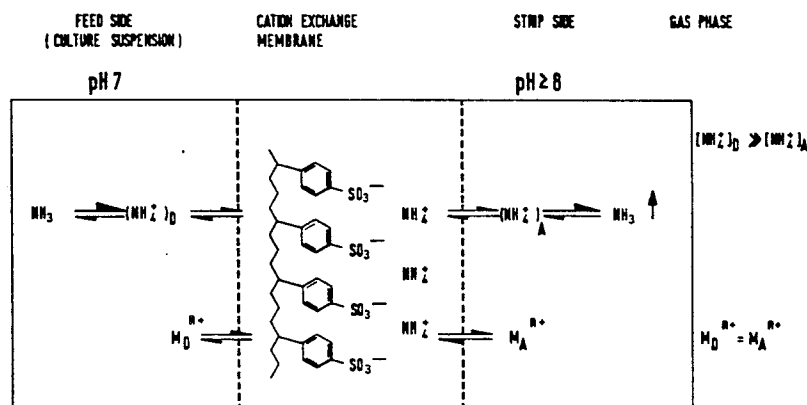 FEED SIDE CATION EXCHANGE STRIP SIDE GAS PHASE
(CULTURE SUSPENSION) MEMBRANE
pH 7 pH ≥ 8
[NH₄⁺]D ≫ [NH₄⁺]A
SO₃—
NH₃ (NH₄⁺)D NH₄⁺ (NH₄⁺)A NH₃
SO₃—
NH₄⁺
SO₃—
MDⁿ⁺ NH₄⁺ MAⁿ⁺ MDⁿ⁺ = MAⁿ⁺
SO₃—